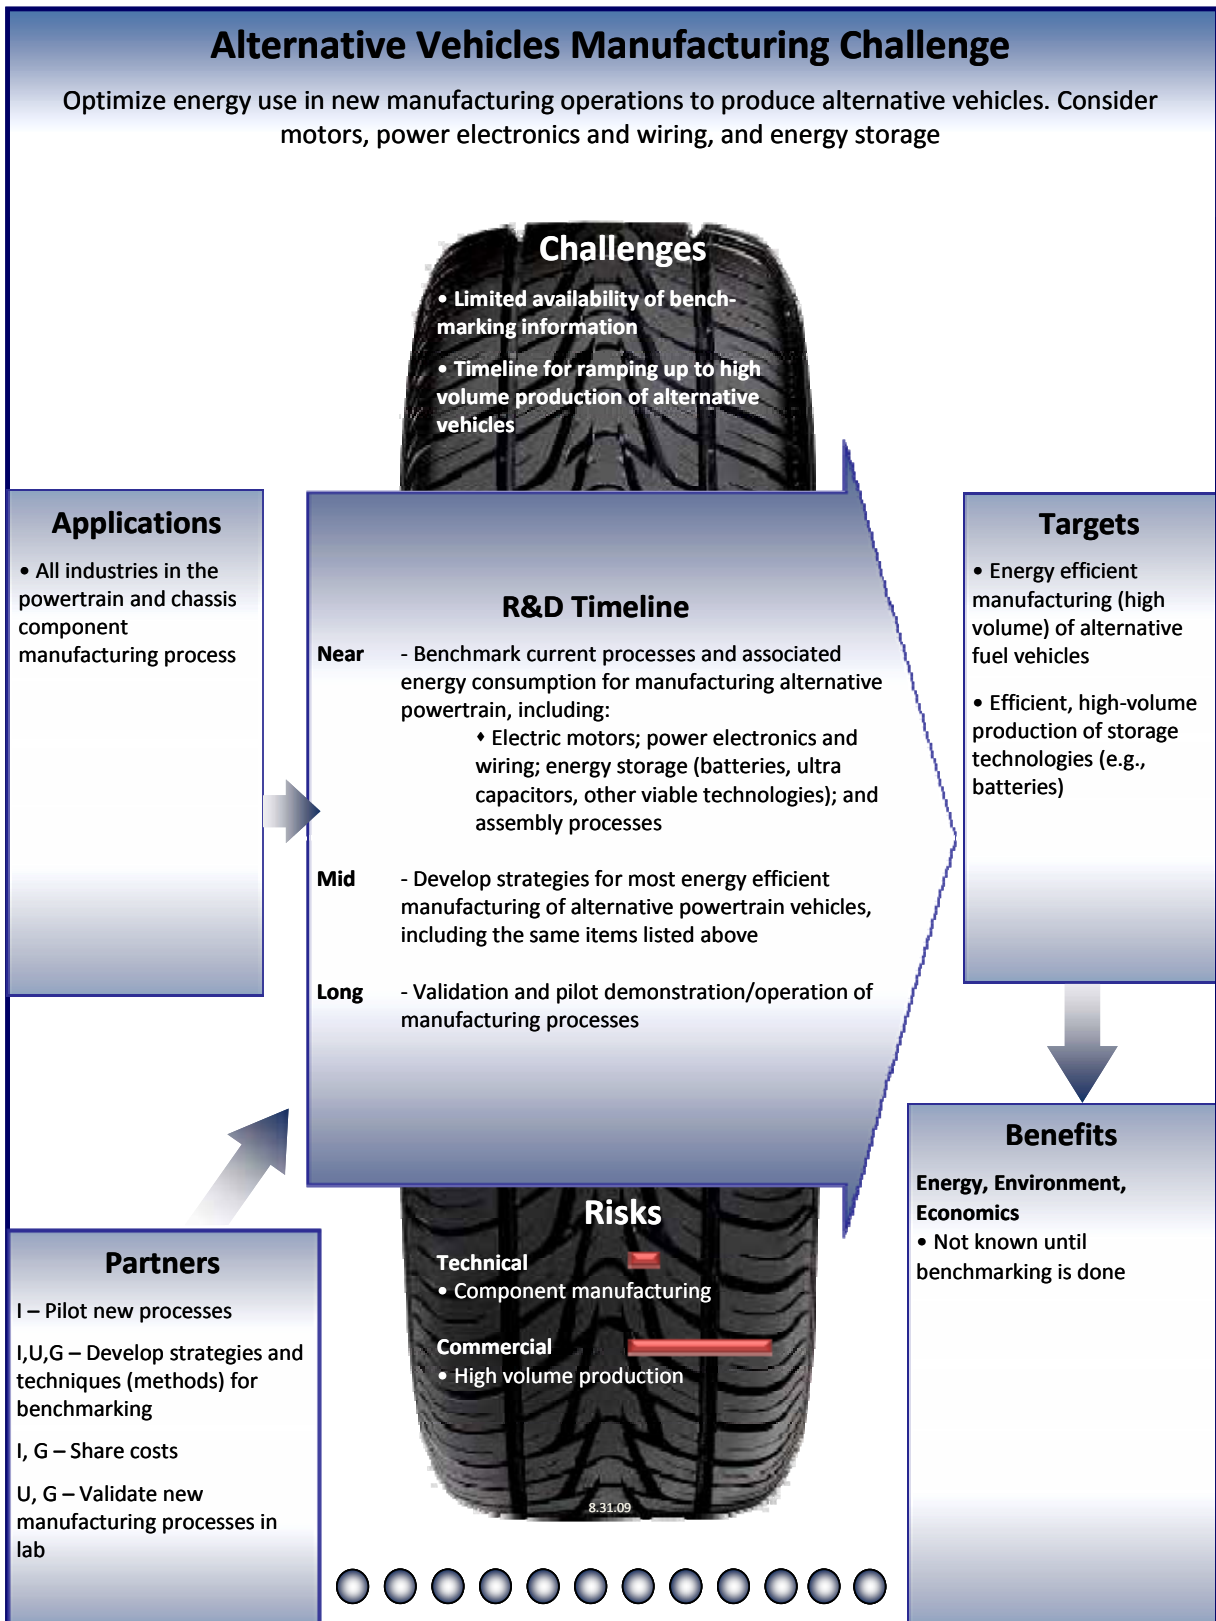 Alternative Vehicles Manufacturing Challenge
Optimize energy use in new manufacturing operations to produce alternative vehicles. Consider
motors, power electronics and wiring, and energy storage
Challenges
• Limited availability of bench-
marking information
• Timeline for ramping up to high
volume production of alternative
vehicles
Applications
• All industries in the
powertrain and chassis
component
manufacturing process
R&D Timeline
Near - Benchmark current processes and associated
energy consumption for manufacturing alternative
powertrain, including:
♦ Electric motors; power electronics and
wiring; energy storage (batteries, ultra
capacitors, other viable technologies); and
assembly processes
Mid - Develop strategies for most energy efficient
manufacturing of alternative powertrain vehicles,
including the same items listed above
Long - Validation and pilot demonstration/operation of
manufacturing processes
Targets
• Energy efficient
manufacturing (high
volume) of alternative
fuel vehicles
• Efficient, high-volume
production of storage
technologies (e.g.,
batteries)
Partners
I – Pilot new processes
I,U,G – Develop strategies and
techniques (methods) for
benchmarking
I, G – Share costs
U, G – Validate new
manufacturing processes in
lab
Risks
Technical
• Component manufacturing
Commercial
• High volume production
8.31.09
Benefits
Energy, Environment,
Economics
• Not known until
benchmarking is done